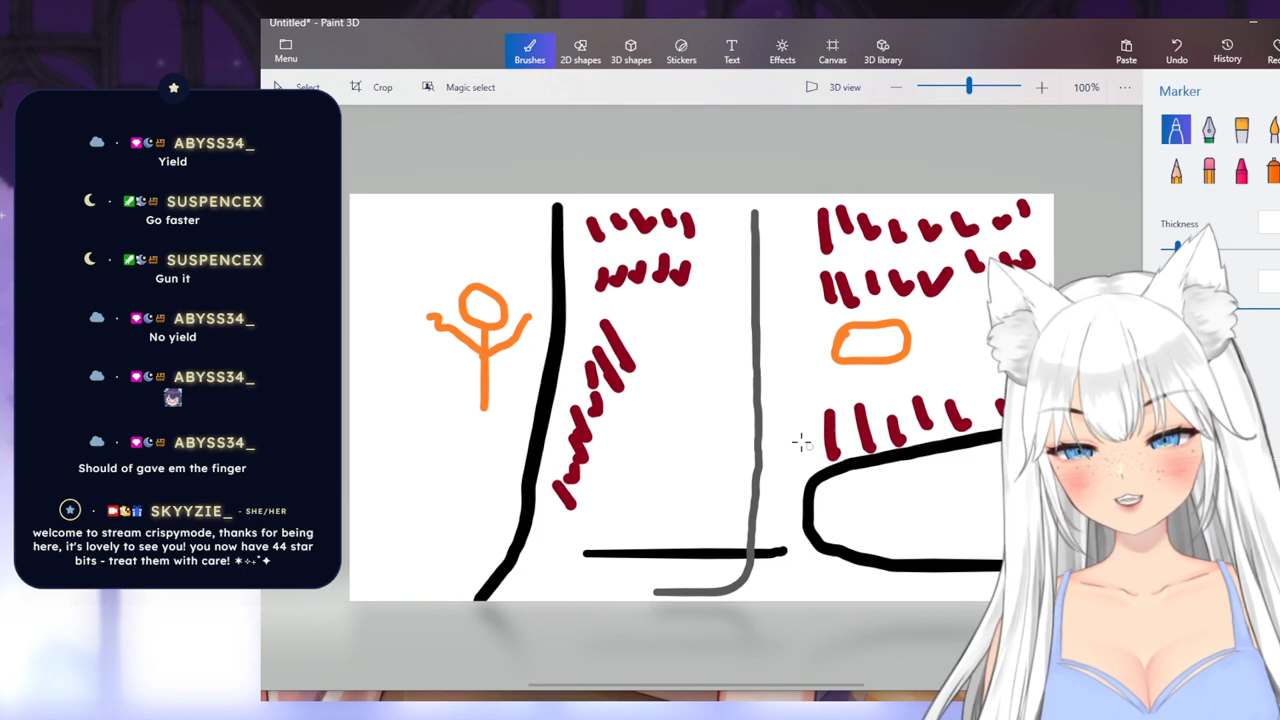 Untitled* - Paint 3D
Menu
Brushes
2D shapes
3D shapes
Stickers
Text
Effects
Canvas
3D library
Paste
Undo
History
Select
Crop
Magic select
3D view
100%
Marker
Thickness
ABYSS34_
Yield
SUSPENCEX
Go faster
SUSPENCEX
Gun it
ABYSS34_
No yield
ABYSS34_
ABYSS34_
Should of gave em the finger
SKYYZIE_ - SHE/HER
welcome to stream crispymode, thanks for being
here, it's lovely to see you! you now have 44 star
bits - treat them with care!